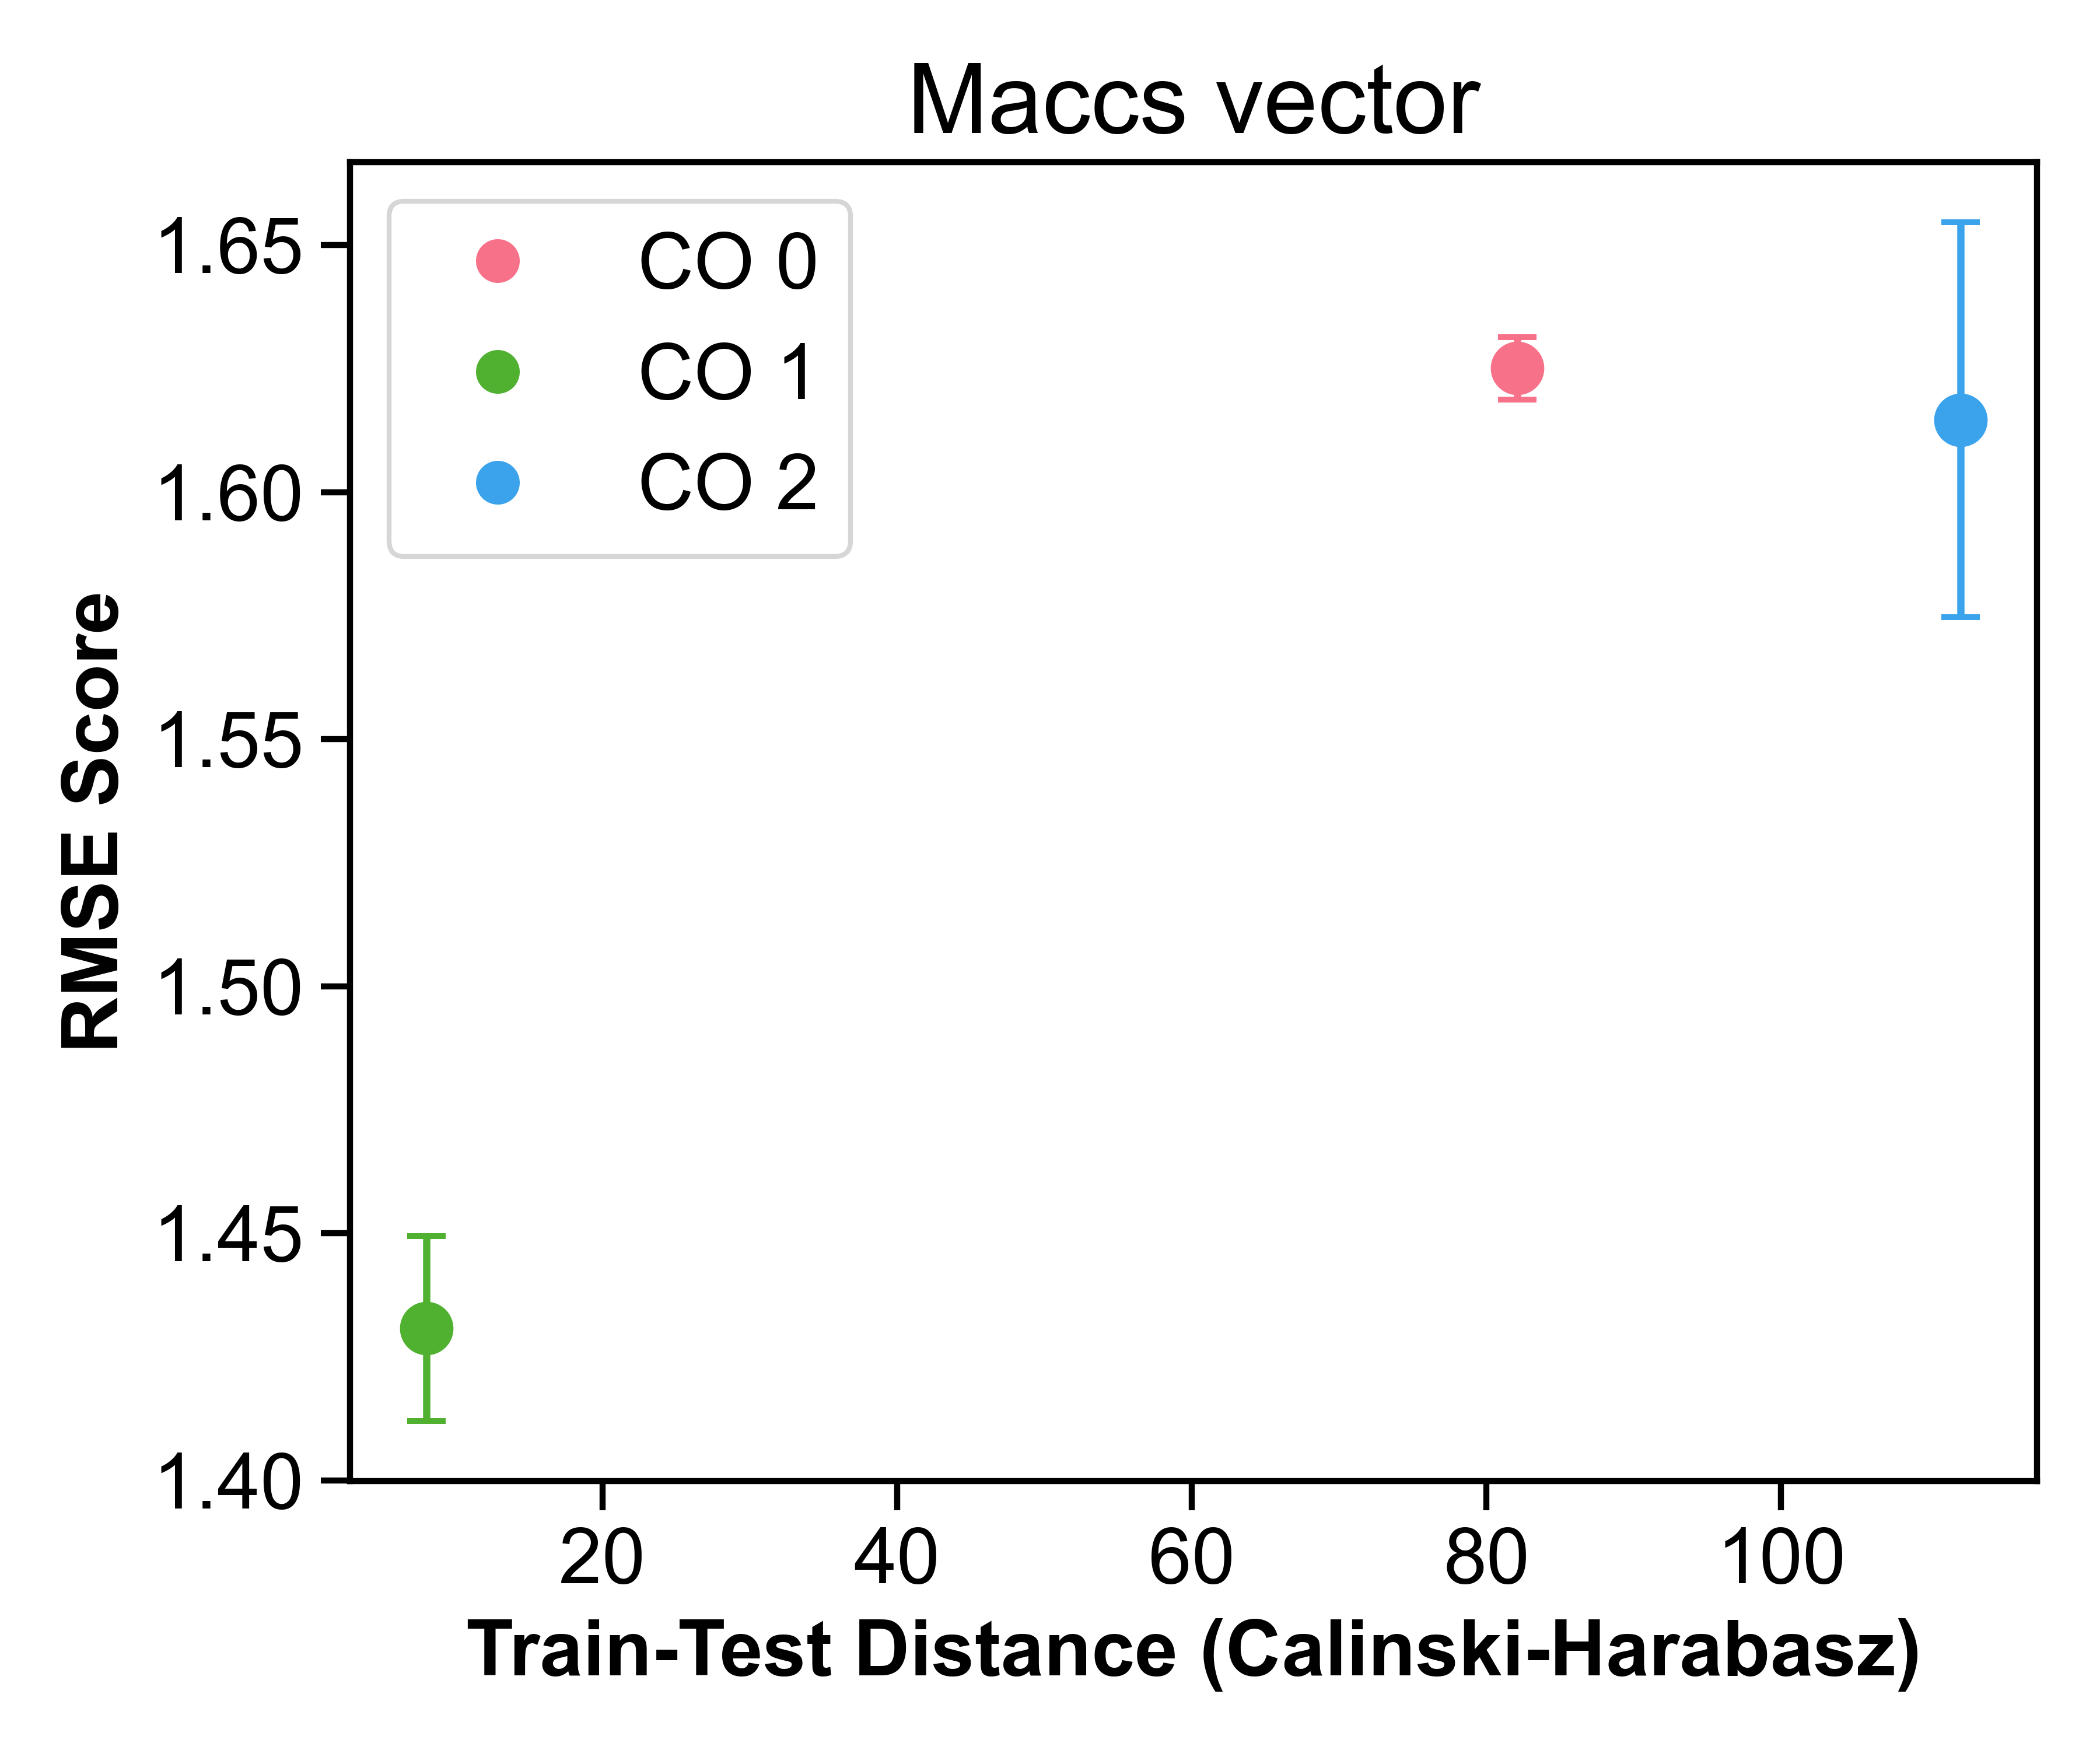 Maccs vector
CO 0
CO 1
CO 2
RMSE Score
1.65
1.60
1.55
1.50
1.45
1.40
20 40 60 80 100
Train-Test Distance (Calinski-Harabasz)